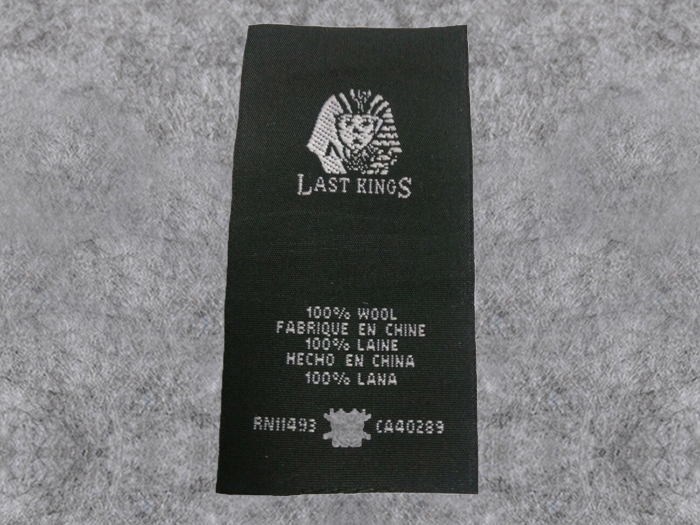 LAST KINGS
100% WOOL
FABRIQUE EN CHINE
100% LAINE
HECHO EN CHINA
100% LANA
RN11493 CA40289